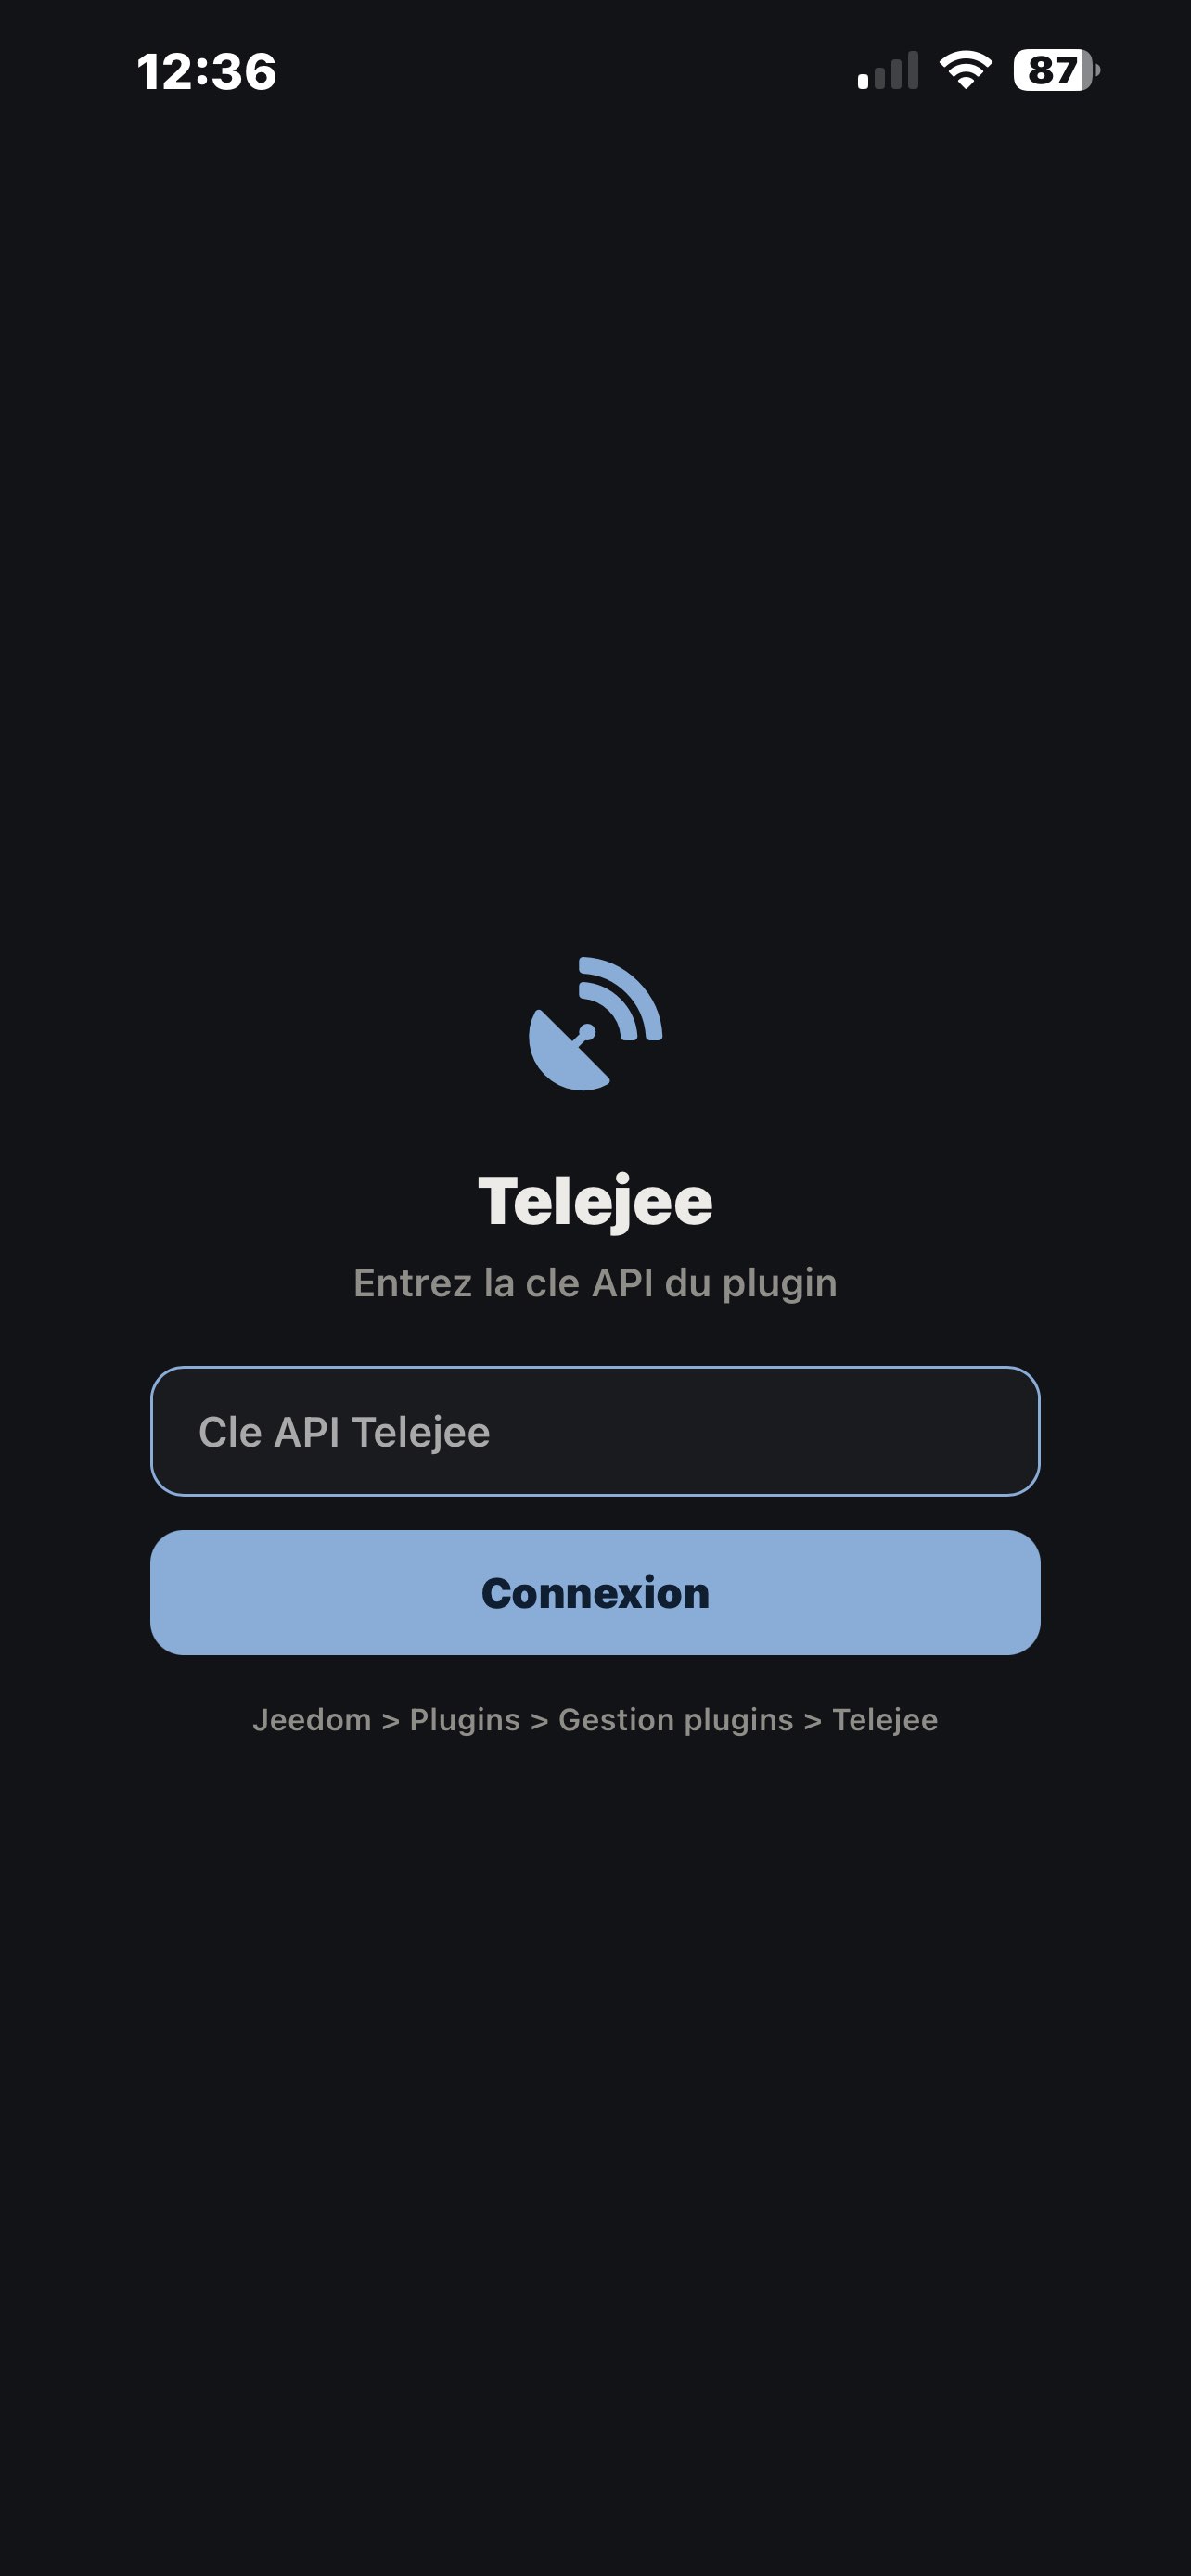 12:36
87
Telejee
Entrez la cle API du plugin
Cle API Telejee
Connexion
Jeedom > Plugins > Gestion plugins > Telejee